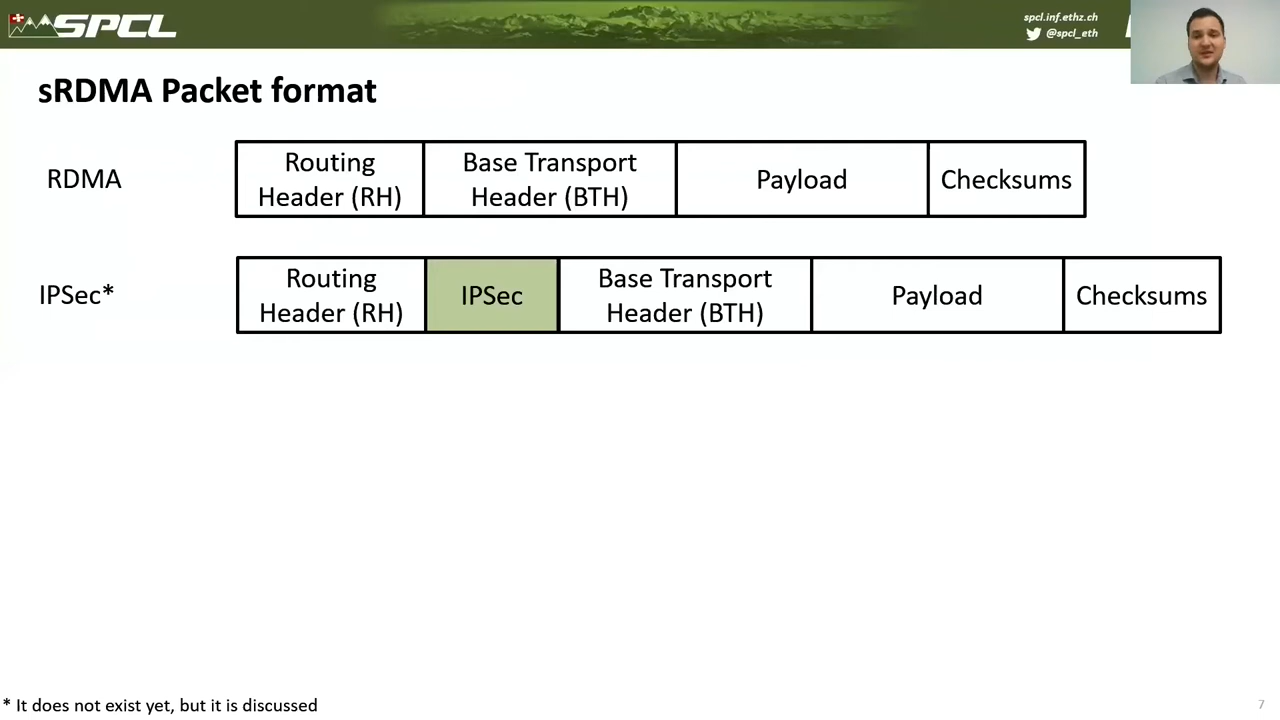 SPCL
spcl.inf.ethz.ch
@spcl_eth
sRDMA Packet format
RDMA
Routing
Header (RH)
Base Transport
Header (BTH)
Payload
Checksums
IPSec*
Routing
Header (RH)
IPSec
Base Transport
Header (BTH)
Payload
Checksums
* It does not exist yet, but it is discussed
7